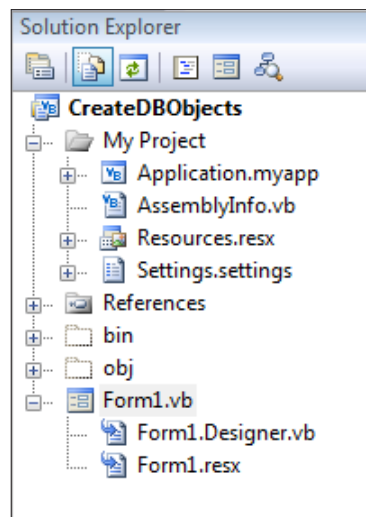 Solution Explorer
CreateDBObjects
My Project
Application.myapp
AssemblyInfo.vb
Resources.resx
Settings.settings
References
bin
obj
Form1.vb
Form1.Designer.vb
Form1.resx